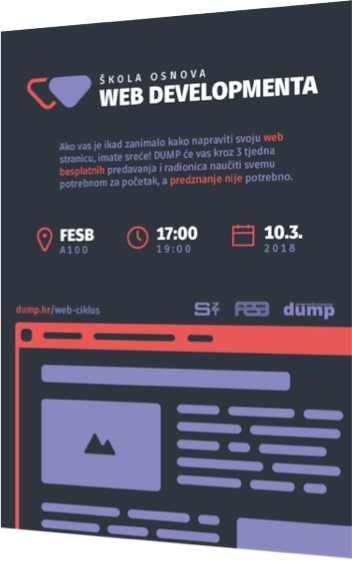 ŠKOLA OSNOVA
WEB DEVELOPMENTA
Ako vas je ikad zanimalo kako napraviti svoju web
stranicu, imate sreće! DUMP će vas kroz 3 tjedna
besplatnih predavanja i radionica naučiti svemu
potrebnom za početak, a predznanje nije potrebno.
FESB 17:00 10.3.
A100 19:00 2018
dump.hr/web-ciklus FESB dump